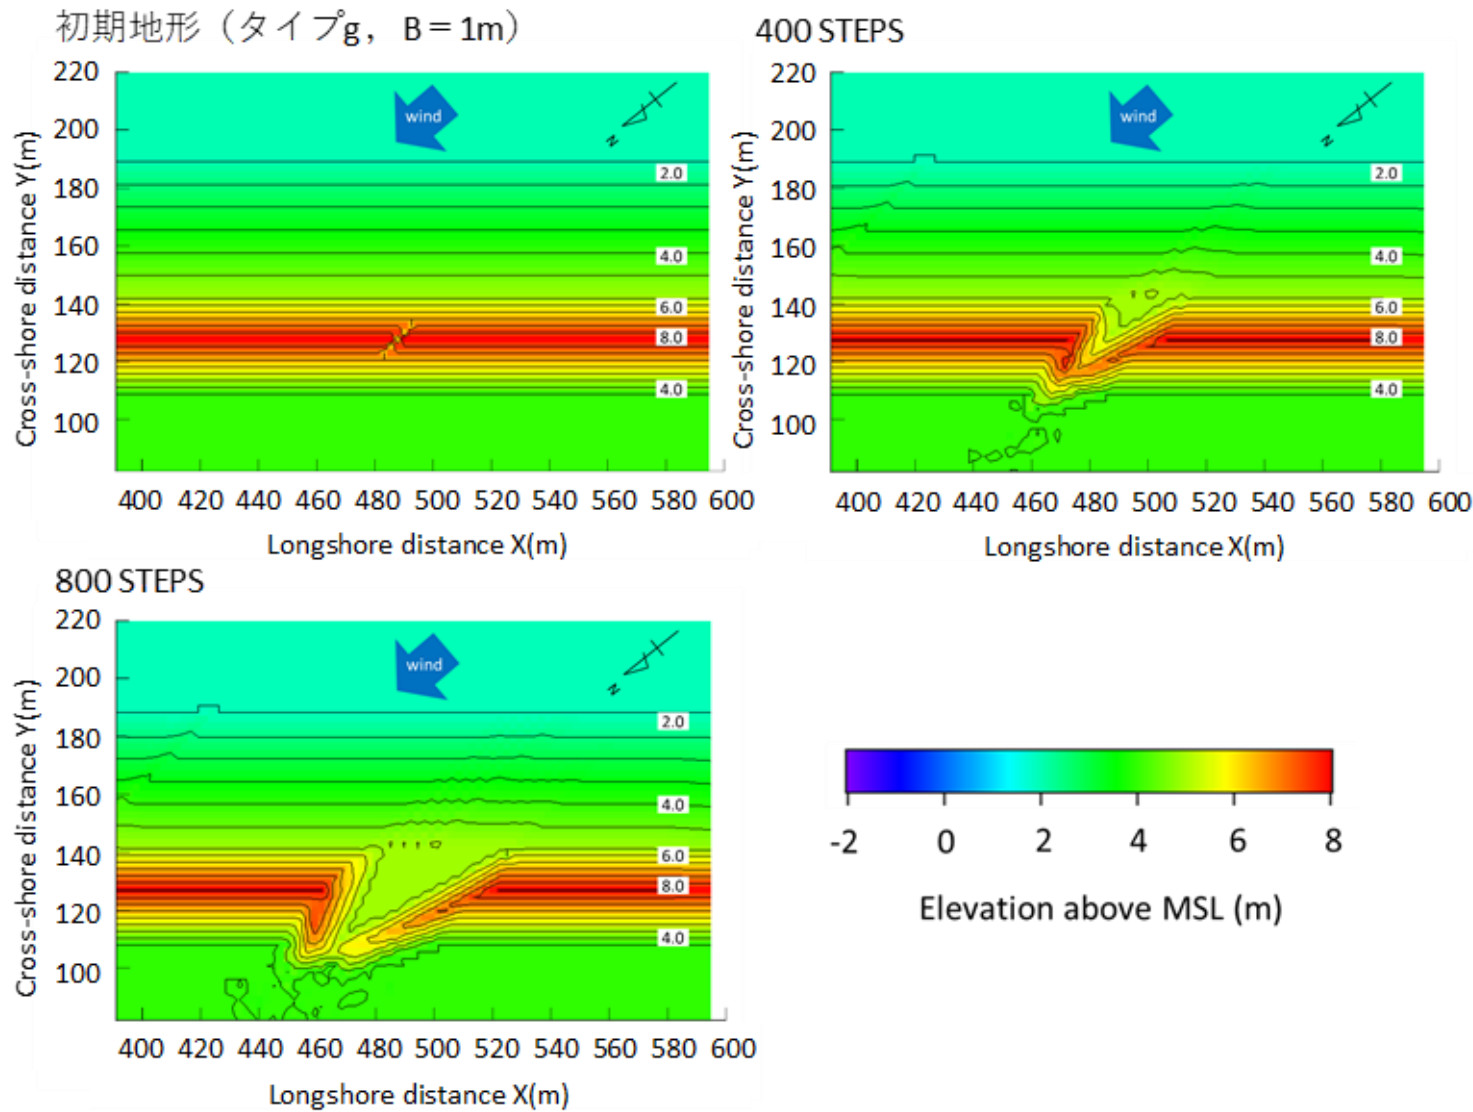 初期地形（タイプg， B＝1m）
220
200
180
160
140
120
100
Cross-shore distance Y(m)
wind
N
2.0
4.0
6.0
8.0
4.0
400 420 440 460 480 500 520 540 560 580 600
Longshore distance X(m)
400 STEPS
220
200
180
160
140
120
100
Cross-shore distance Y(m)
wind
N
2.0
4.0
6.0
8.0
4.0
400 420 440 460 480 500 520 540 560 580 600
Longshore distance X(m)
800 STEPS
220
200
180
160
140
120
100
Cross-shore distance Y(m)
wind
N
2.0
4.0
6.0
8.0
4.0
400 420 440 460 480 500 520 540 560 580 600
Longshore distance X(m)
-2 0 2 4 6 8
Elevation above MSL (m)